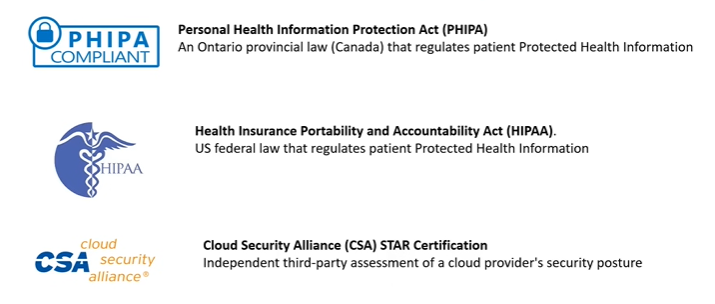 PHIPA
COMPLIANT
Personal Health Information Protection Act (PHIPA)
An Ontario provincial law (Canada) that regulates patient Protected Health Information
HIPAA
Health Insurance Portability and Accountability Act (HIPAA).
US federal law that regulates patient Protected Health Information
CSA cloud security alliance®
Cloud Security Alliance (CSA) STAR Certification
Independent third-party assessment of a cloud provider's security posture